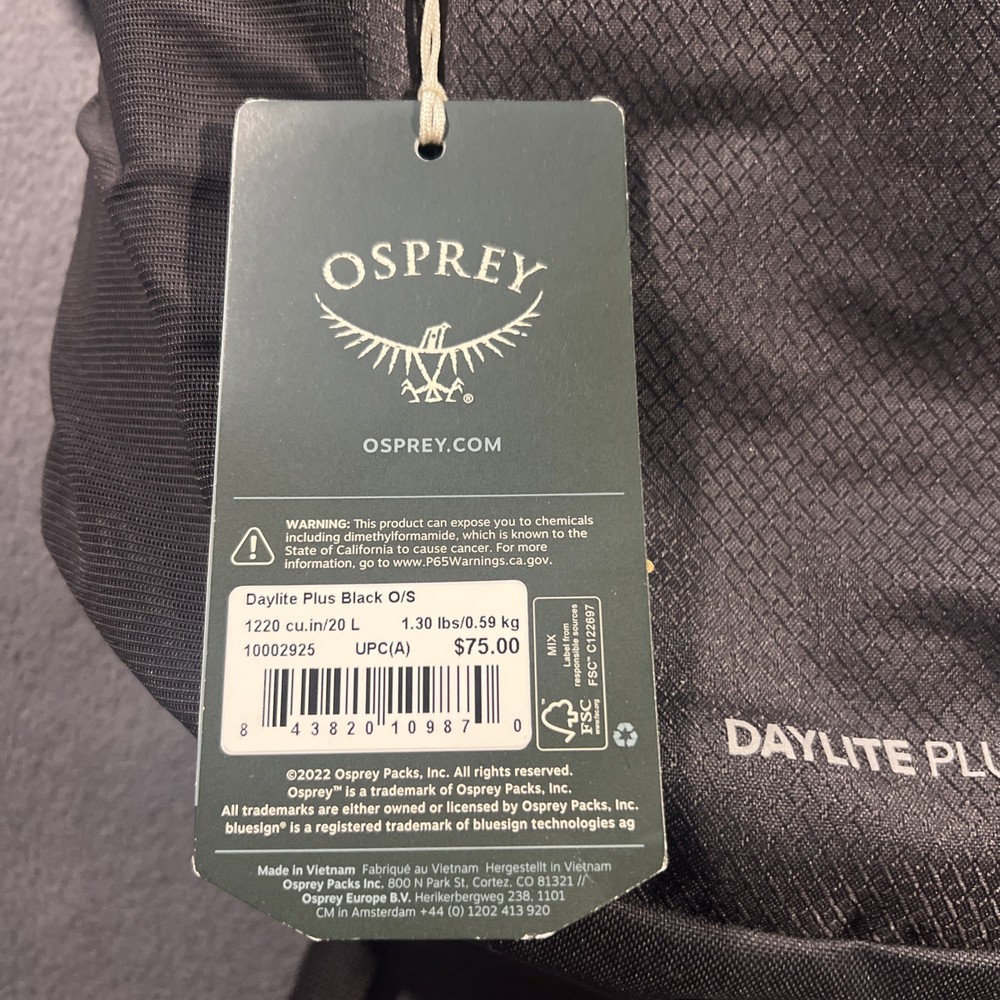 OSPREY
®
OSPREY.COM
WARNING: This product can expose you to chemicals
including dimethylformamide, which is known to the
State of California to cause cancer. For more
information, go to www.P65Warnings.ca.gov.
Daylite Plus Black O/S
1220 cu.in/20 L 1.30 lbs/0.59 kg
10002925 UPC(A) $75.00
8 43820 10987 0
MIX
Label from
responsible sources
FSC™ C122697
™
FSC
www.fsc.org
©2022 Osprey Packs, Inc. All rights reserved.
Osprey™ is a trademark of Osprey Packs, Inc.
All trademarks are either owned or licensed by Osprey Packs, Inc.
bluesign® is a registered trademark of bluesign technologies ag
Made in Vietnam Fabriqué au Vietnam Hergestellt in Vietnam
Osprey Packs Inc. 800 N Park St, Cortez, CO 81321 //
Osprey Europe B.V. Herikerbergweg 238, 1101
CM in Amsterdam +44 (0) 1202 413 920
DAYLITE PLU